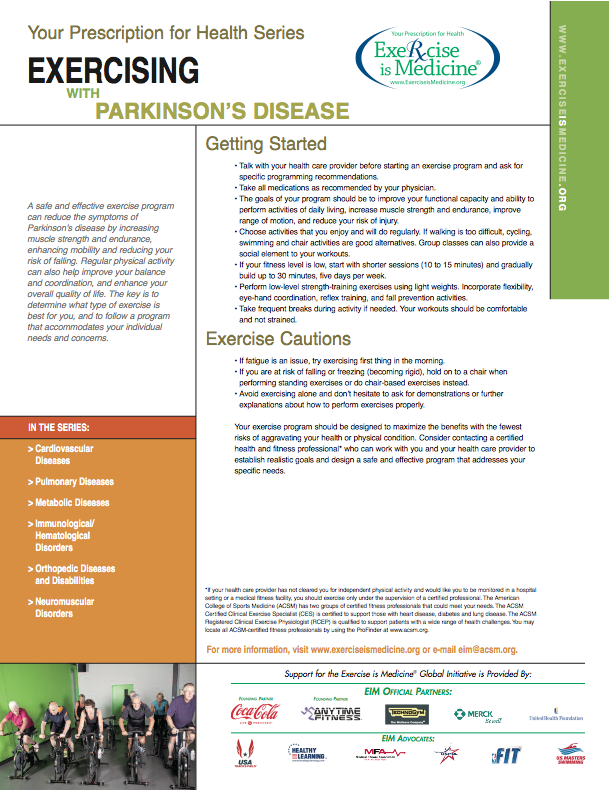 Your Prescription for Health Series
EXERCISING
WITH
PARKINSON'S DISEASE
Your Prescription for Health
ExeRxcise
is Medicine®
www.ExerciseisMedicine.org
WWW.EXERCISEISMEDICINE.ORG
A safe and effective exercise program
can reduce the symptoms of
Parkinson's disease by increasing
muscle strength and endurance,
enhancing mobility and reducing your
risk of falling. Regular physical activity
can also help improve your balance
and coordination, and enhance your
overall quality of life. The key is to
determine what type of exercise is
best for you, and to follow a program
that accommodates your individual
needs and concerns.
IN THE SERIES:
> Cardiovascular
Diseases
> Pulmonary Diseases
> Metabolic Diseases
> Immunological/
Hematological
Disorders
> Orthopedic Diseases
and Disabilities
> Neuromuscular
Disorders
Getting Started
• Talk with your health care provider before starting an exercise program and ask for
specific programming recommendations.
• Take all medications as recommended by your physician.
• The goals of your program should be to improve your functional capacity and ability to
perform activities of daily living, increase muscle strength and endurance, improve
range of motion, and reduce your risk of injury.
• Choose activities that you enjoy and will do regularly. If walking is too difficult, cycling,
swimming and chair activities are good alternatives. Group classes can also provide a
social element to your workouts.
• If your fitness level is low, start with shorter sessions (10 to 15 minutes) and gradually
build up to 30 minutes, five days per week.
• Perform low-level strength-training exercises using light weights. Incorporate flexibility,
eye-hand coordination, reflex training, and fall prevention activities.
• Take frequent breaks during activity if needed. Your workouts should be comfortable
and not strained.
Exercise Cautions
• If fatigue is an issue, try exercising first thing in the morning.
• If you are at risk of falling or freezing (becoming rigid), hold on to a chair when
performing standing exercises or do chair-based exercises instead.
• Avoid exercising alone and don't hesitate to ask for demonstrations or further
explanations about how to perform exercises properly.
Your exercise program should be designed to maximize the benefits with the fewest
risks of aggravating your health or physical condition. Consider contacting a certified
health and fitness professional* who can work with you and your health care provider to
establish realistic goals and design a safe and effective program that addresses your
specific needs.
*If your health care provider has not cleared you for independent physical activity and would like you to be monitored in a hospital
setting or a medical fitness facility, you should exercise only under the supervision of a certified professional. The American
College of Sports Medicine (ACSM) has two groups of certified fitness professionals that could meet your needs. The ACSM
Certified Clinical Exercise Specialist (CES) is certified to support those with heart disease, diabetes and lung disease. The ACSM
Registered Clinical Exercise Physiologist (RCEP) is qualified to support patients with a wide range of health challenges. You may
locate all ACSM-certified fitness professionals by using the ProFinder at www.acsm.org.
For more information, visit www.exerciseismedicine.org or e-mail eim@acsm.org.
Support for the Exercise is Medicine® Global Initiative is Provided By:
EIM OFFICIAL PARTNERS:
FOUNDING PARTNER
Coca-Cola
LIVE POSITIVELY
FOUNDING PARTNER
ANYTIME
FITNESS
TECHNOGYM
The Wellness Company
MERCK
Be well
United Health Foundation
EIM ADVOCATES:
USA
HEALTHY
LEARNING
MFA
USPTA
FIT
US MASTERS
SWIMMING